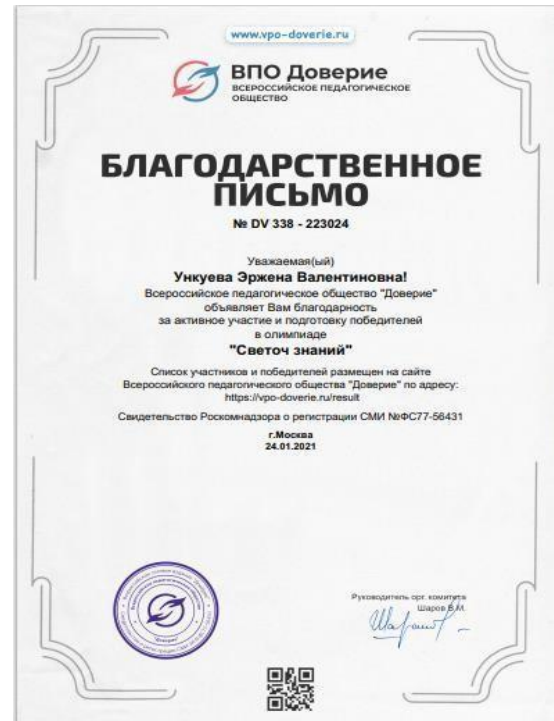 www.vpo-doverie.ru
ВПО Доверие
ВСЕРОССИЙСКОЕ ПЕДАГОГИЧЕСКОЕ
ОБЩЕСТВО
БЛАГОДАРСТВЕННОЕ
ПИСЬМО
№ DV 338 - 223024
Уважаемая(ый)
Ункуева Эржена Валентиновна!
Всероссийское педагогическое общество "Доверие"
объявляет Вам благодарность
за активное участие и подготовку победителей
в олимпиаде
"Светоч знаний"
Список участников и победителей размещен на сайте
Всероссийского педагогического общества "Доверие" по адресу:
https://vpo-doverie.ru/result
Свидетельство Роскомнадзора о регистрации СМИ №ФС77-56431
г.Москва
24.01.2021
Руководитель орг. комитета
Шаров В.М.